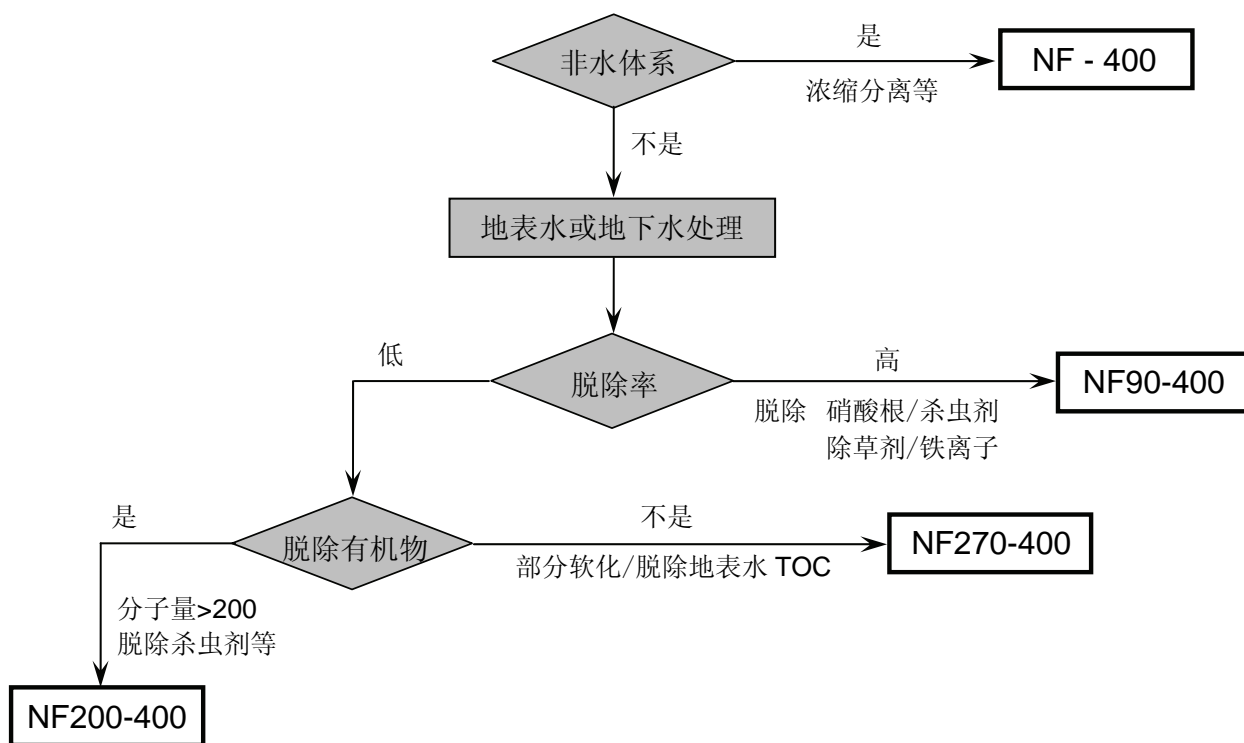 非水体系
是
浓缩分离等
NF - 400
不是
地表水或地下水处理
脱除率
高
脱除 硝酸根/杀虫剂
除草剂/铁离子
NF90-400
低
脱除有机物
不是
部分软化/脱除地表水 TOC
NF270-400
是
分子量>200
脱除杀虫剂等
NF200-400